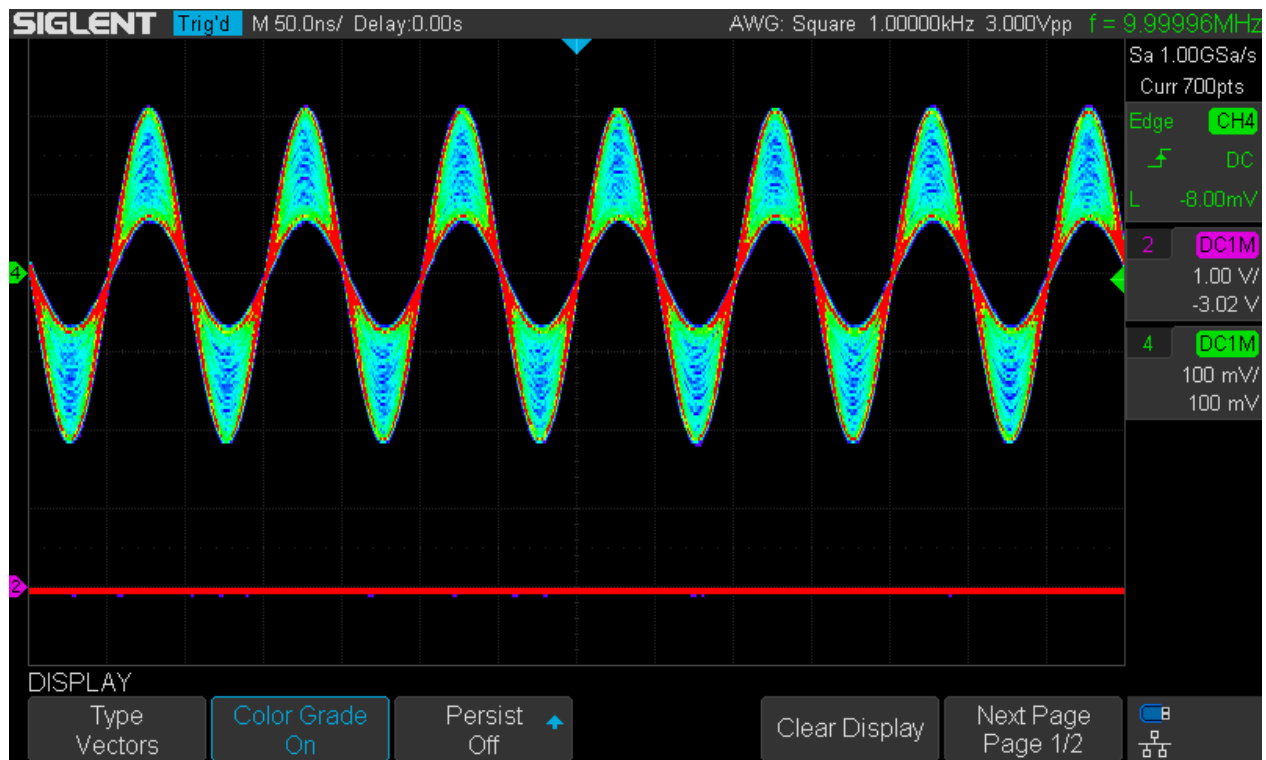 SIGLENT Trig'd M 50.0ns/ Delay:0.00s AWG: Square 1.00000kHz 3.000Vpp f = 9.99996MHz
Sa 1.00GSa/s
Curr 700pts
Edge CH4
DC
L -8.00mV
2 DC1M
1.00 V/
-3.02 V
4 DC1M
100 mV/
100 mV
4
2
DISPLAY
Type
Vectors
Color Grade
On
Persist
Off
Clear Display
Next Page
Page 1/2